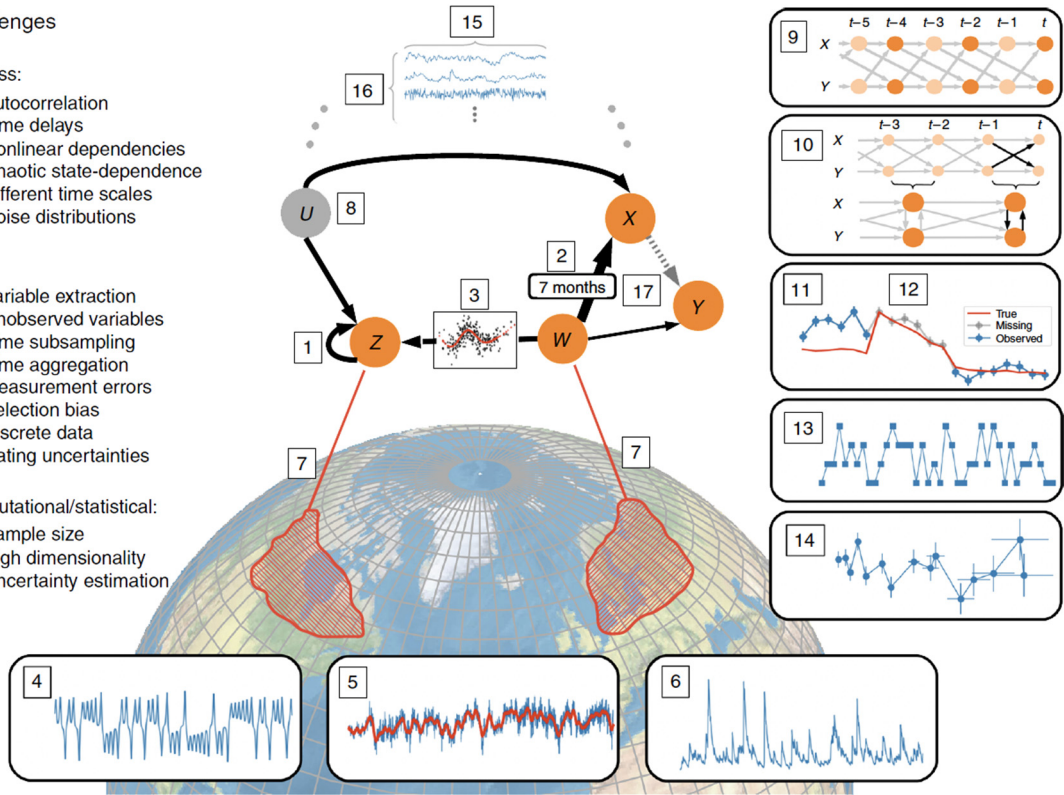 enges
ss:
utocorrelation
me delays
onlinear dependencies
haotic state-dependence
ifferent time scales
oise distributions
ariable extraction
nobserved variables
me subsampling
me aggregation
easurement errors
election bias
screte data
ating uncertainties
utational/statistical:
ample size
gh dimensionality
ncertainty estimation
15
16
U
8
X
2
7 months
17
3
Y
1
Z
W
7
7
4
5
6
9
t–5 t–4 t–3 t–2 t–1 t
X
Y
10
t–3 t–2 t–1 t
X
Y
X
Y
11
12
True
Missing
Observed
13
14